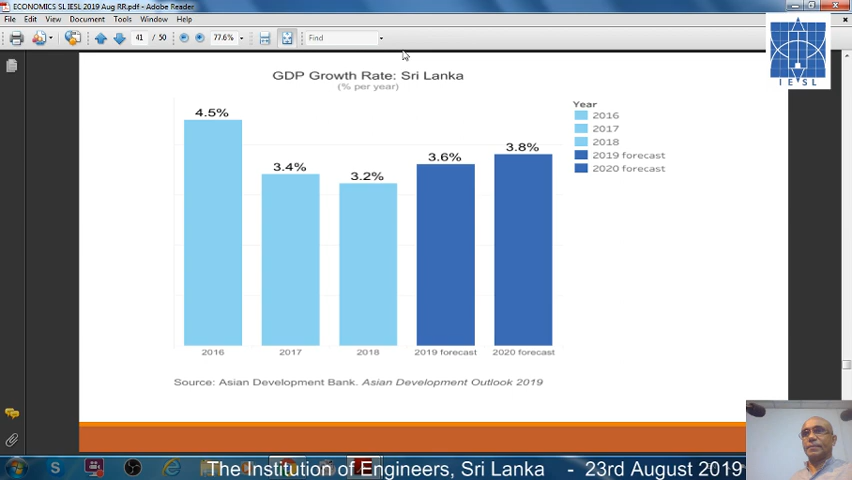 ECONOMICS SL IESL 2019 Aug RR.pdf - Adobe Reader
File Edit View Document Tools Window Help
41 / 50 77.6% Find
IESL
GDP Growth Rate: Sri Lanka
(% per year)
4.5%
3.4%
3.2%
3.6%
3.8%
Year
2016
2017
2018
2019 forecast
2020 forecast
2016 2017 2018 2019 forecast 2020 forecast
Source: Asian Development Bank. Asian Development Outlook 2019
The Institution of Engineers, Sri Lanka - 23rd August 2019